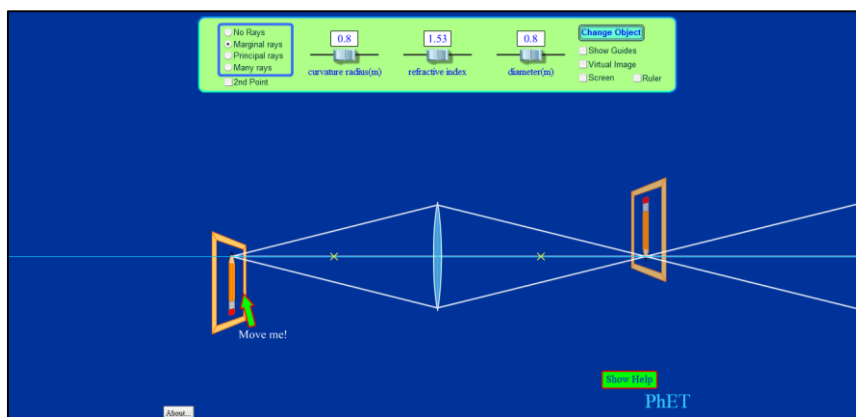 No Rays
Marginal rays
Principal rays
Many rays
2nd Point
0.8
curvature radius(m)
1.53
refractive index
0.8
diameter(m)
Change Object
Show Guides
Virtual Image
Screen
Ruler
Move me!
Show Help
PhET
About...